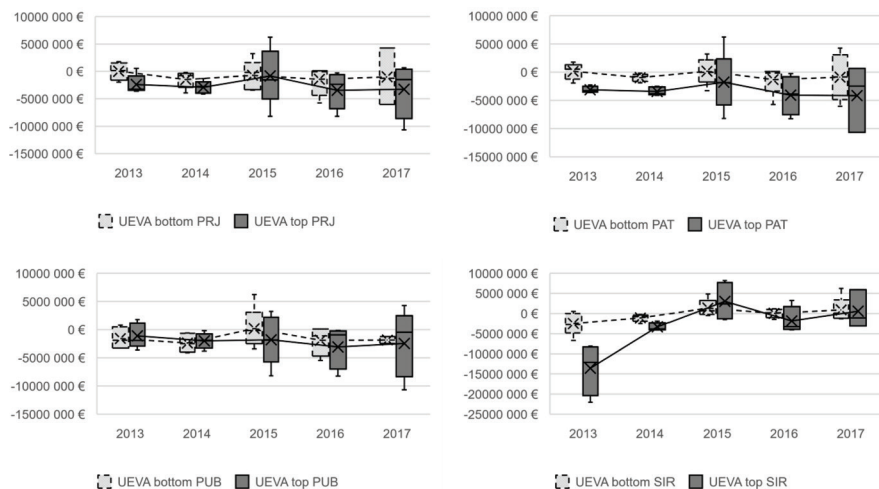 10000 000 €
5000 000 €
0 €
-5000 000 €
-10000 000 €
-15000 000 €
2013 2014 2015 2016 2017
UEVA bottom PRJ UEVA top PRJ
10000 000 €
5000 000 €
0 €
-5000 000 €
-10000 000 €
-15000 000 €
2013 2014 2015 2016 2017
UEVA bottom PAT UEVA top PAT
10000 000 €
5000 000 €
0 €
-5000 000 €
-10000 000 €
-15000 000 €
2013 2014 2015 2016 2017
UEVA bottom PUB UEVA top PUB
10000 000 €
5000 000 €
0 €
-5000 000 €
-10000 000 €
-15000 000 €
-20000 000 €
-25000 000 €
2013 2014 2015 2016 2017
UEVA bottom SIR UEVA top SIR